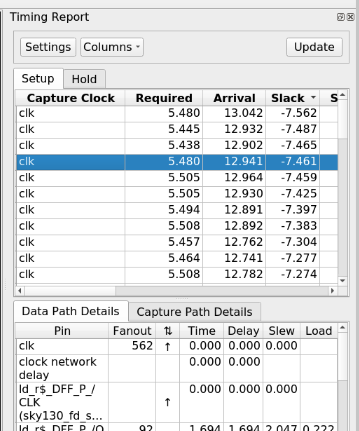 Timing Report
Settings Columns Update
Setup Hold
Capture Clock Required Arrival Slack S
clk 5.480 13.042 -7.562
clk 5.445 12.932 -7.487
clk 5.438 12.902 -7.465
clk 5.480 12.941 -7.461
clk 5.505 12.964 -7.459
clk 5.505 12.930 -7.425
clk 5.494 12.891 -7.397
clk 5.508 12.892 -7.383
clk 5.457 12.762 -7.304
clk 5.464 12.741 -7.277
clk 5.508 12.782 -7.274
Data Path Details Capture Path Details
Pin Fanout ⇅ Time Delay Slew Load
clk 562 ↑ 0.000 0.000 0.000
clock network 0.000 0.000
delay
ld_r$_DFF_P_/ 0.000 0.000 0.000
CLK ↑
(sky130_fd_s...
ld_r$_DFF_P_/Q 92 1.694 1.694 2.047 0.222